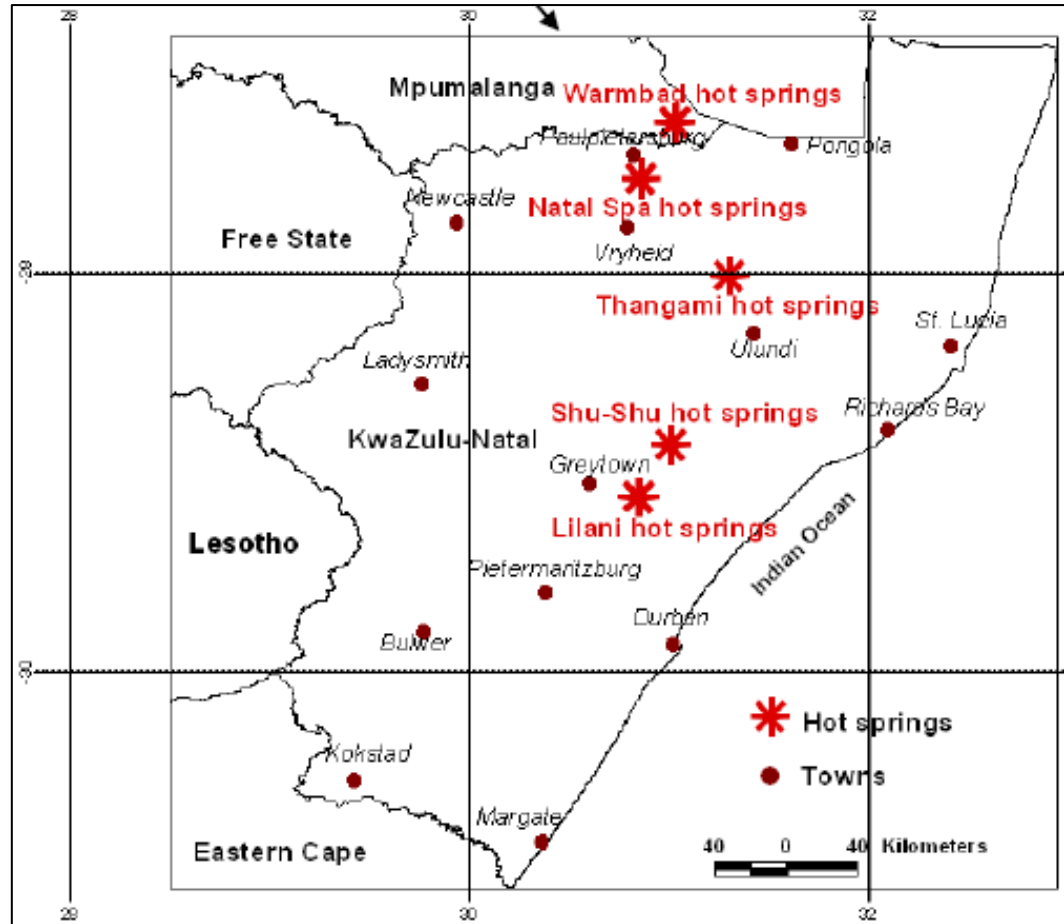 28
30
32
Mpumalanga
Warmbad hot springs
Paulpietersburg
Pongola
Newcastle
Natal Spa hot springs
Free State
Vryheid
-28
Thangami hot springs
St. Lucia
Ulundi
Ladysmith
Shu-Shu hot springs
Richards Bay
KwaZulu-Natal
Greytown
Lilani hot springs
Lesotho
Indian Ocean
Pietermaritzburg
Durban
Bulwer
-30
Hot springs
Kokstad
Towns
Margate
Eastern Cape
40 0 40 Kilometers
28
30
32